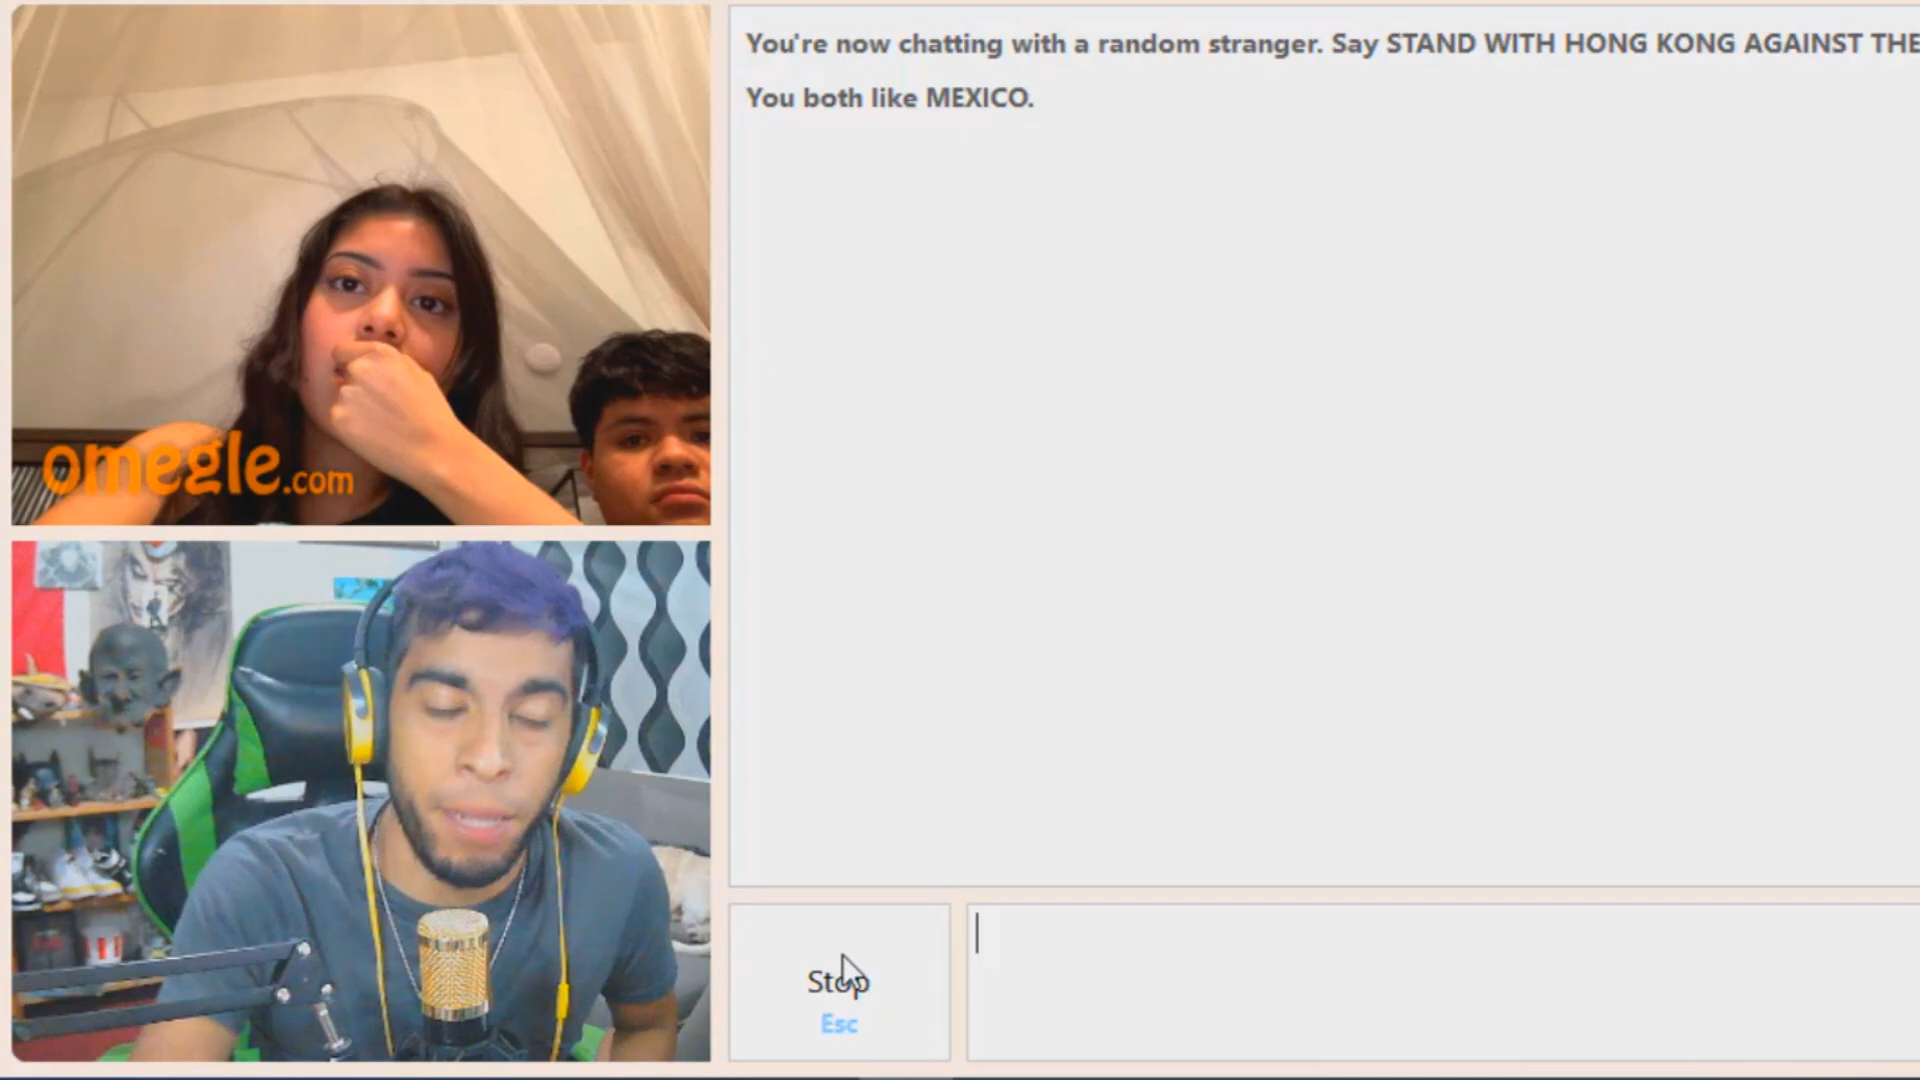 You're now chatting with a random stranger. Say STAND WITH HONG KONG AGAINST THE
You both like MEXICO.
omegle.com
Stop
Esc